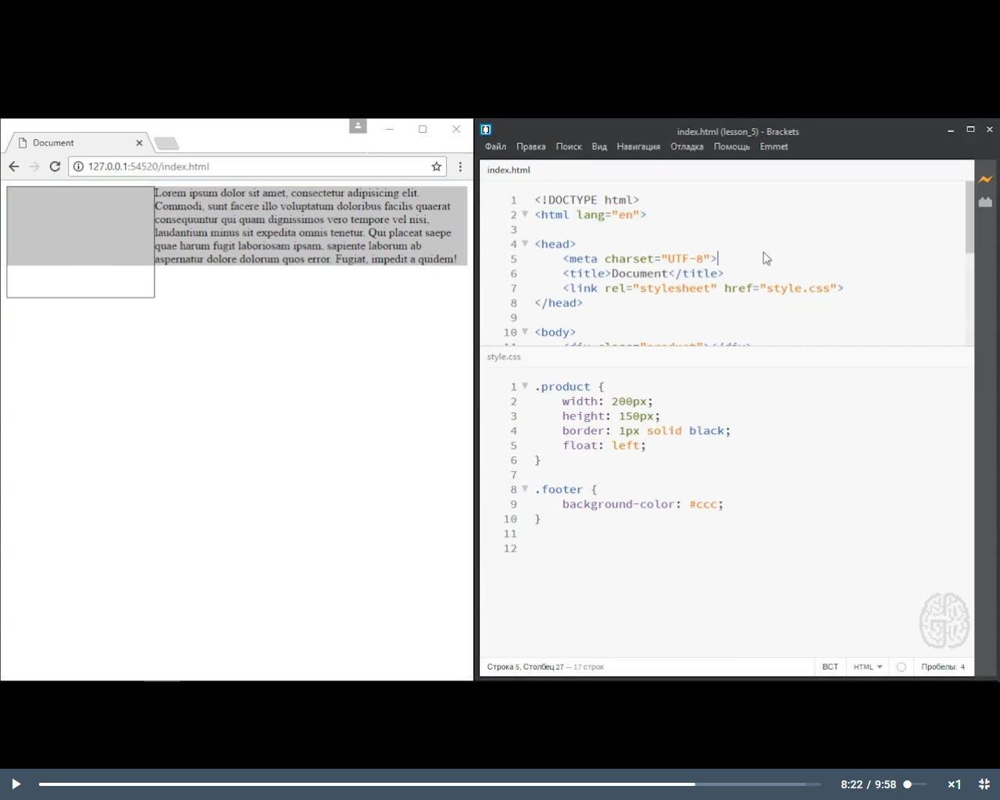 Document
127.0.0.1:54520/index.html
Lorem ipsum dolor sit amet, consectetur adipisicing elit.
Commodi, sunt facere illo voluptatum doloribus facilis quaerat
consequuntur qui quam dignissimos vero tempore vel nisi,
laudantium minus sit expedita omnis tenetur. Qui placeat saepe
quae harum fugit laboriosam ipsam, sapiente laborum ab
aspernatur dolore dolorum quos error. Fugiat, impedit a quidem!
index.html (lesson_5) - Brackets
Файл Правка Поиск Вид Навигация Отладка Помощь Emmet
index.html
1 <!DOCTYPE html>
2 <html lang="en">
3
4 <head>
5 <meta charset="UTF-8">
6 <title>Document</title>
7 <link rel="stylesheet" href="style.css">
8 </head>
9
10 <body>
11 <div class="product"></div>
style.css
1 .product {
2 width: 200px;
3 height: 150px;
4 border: 1px solid black;
5 float: left;
6 }
7
8 .footer {
9 background-color: #ccc;
10 }
11
12
Строка 5, Столбец 27 — 17 строк
ВСТ HTML Пробелы: 4
8:22 / 9:58 ×1